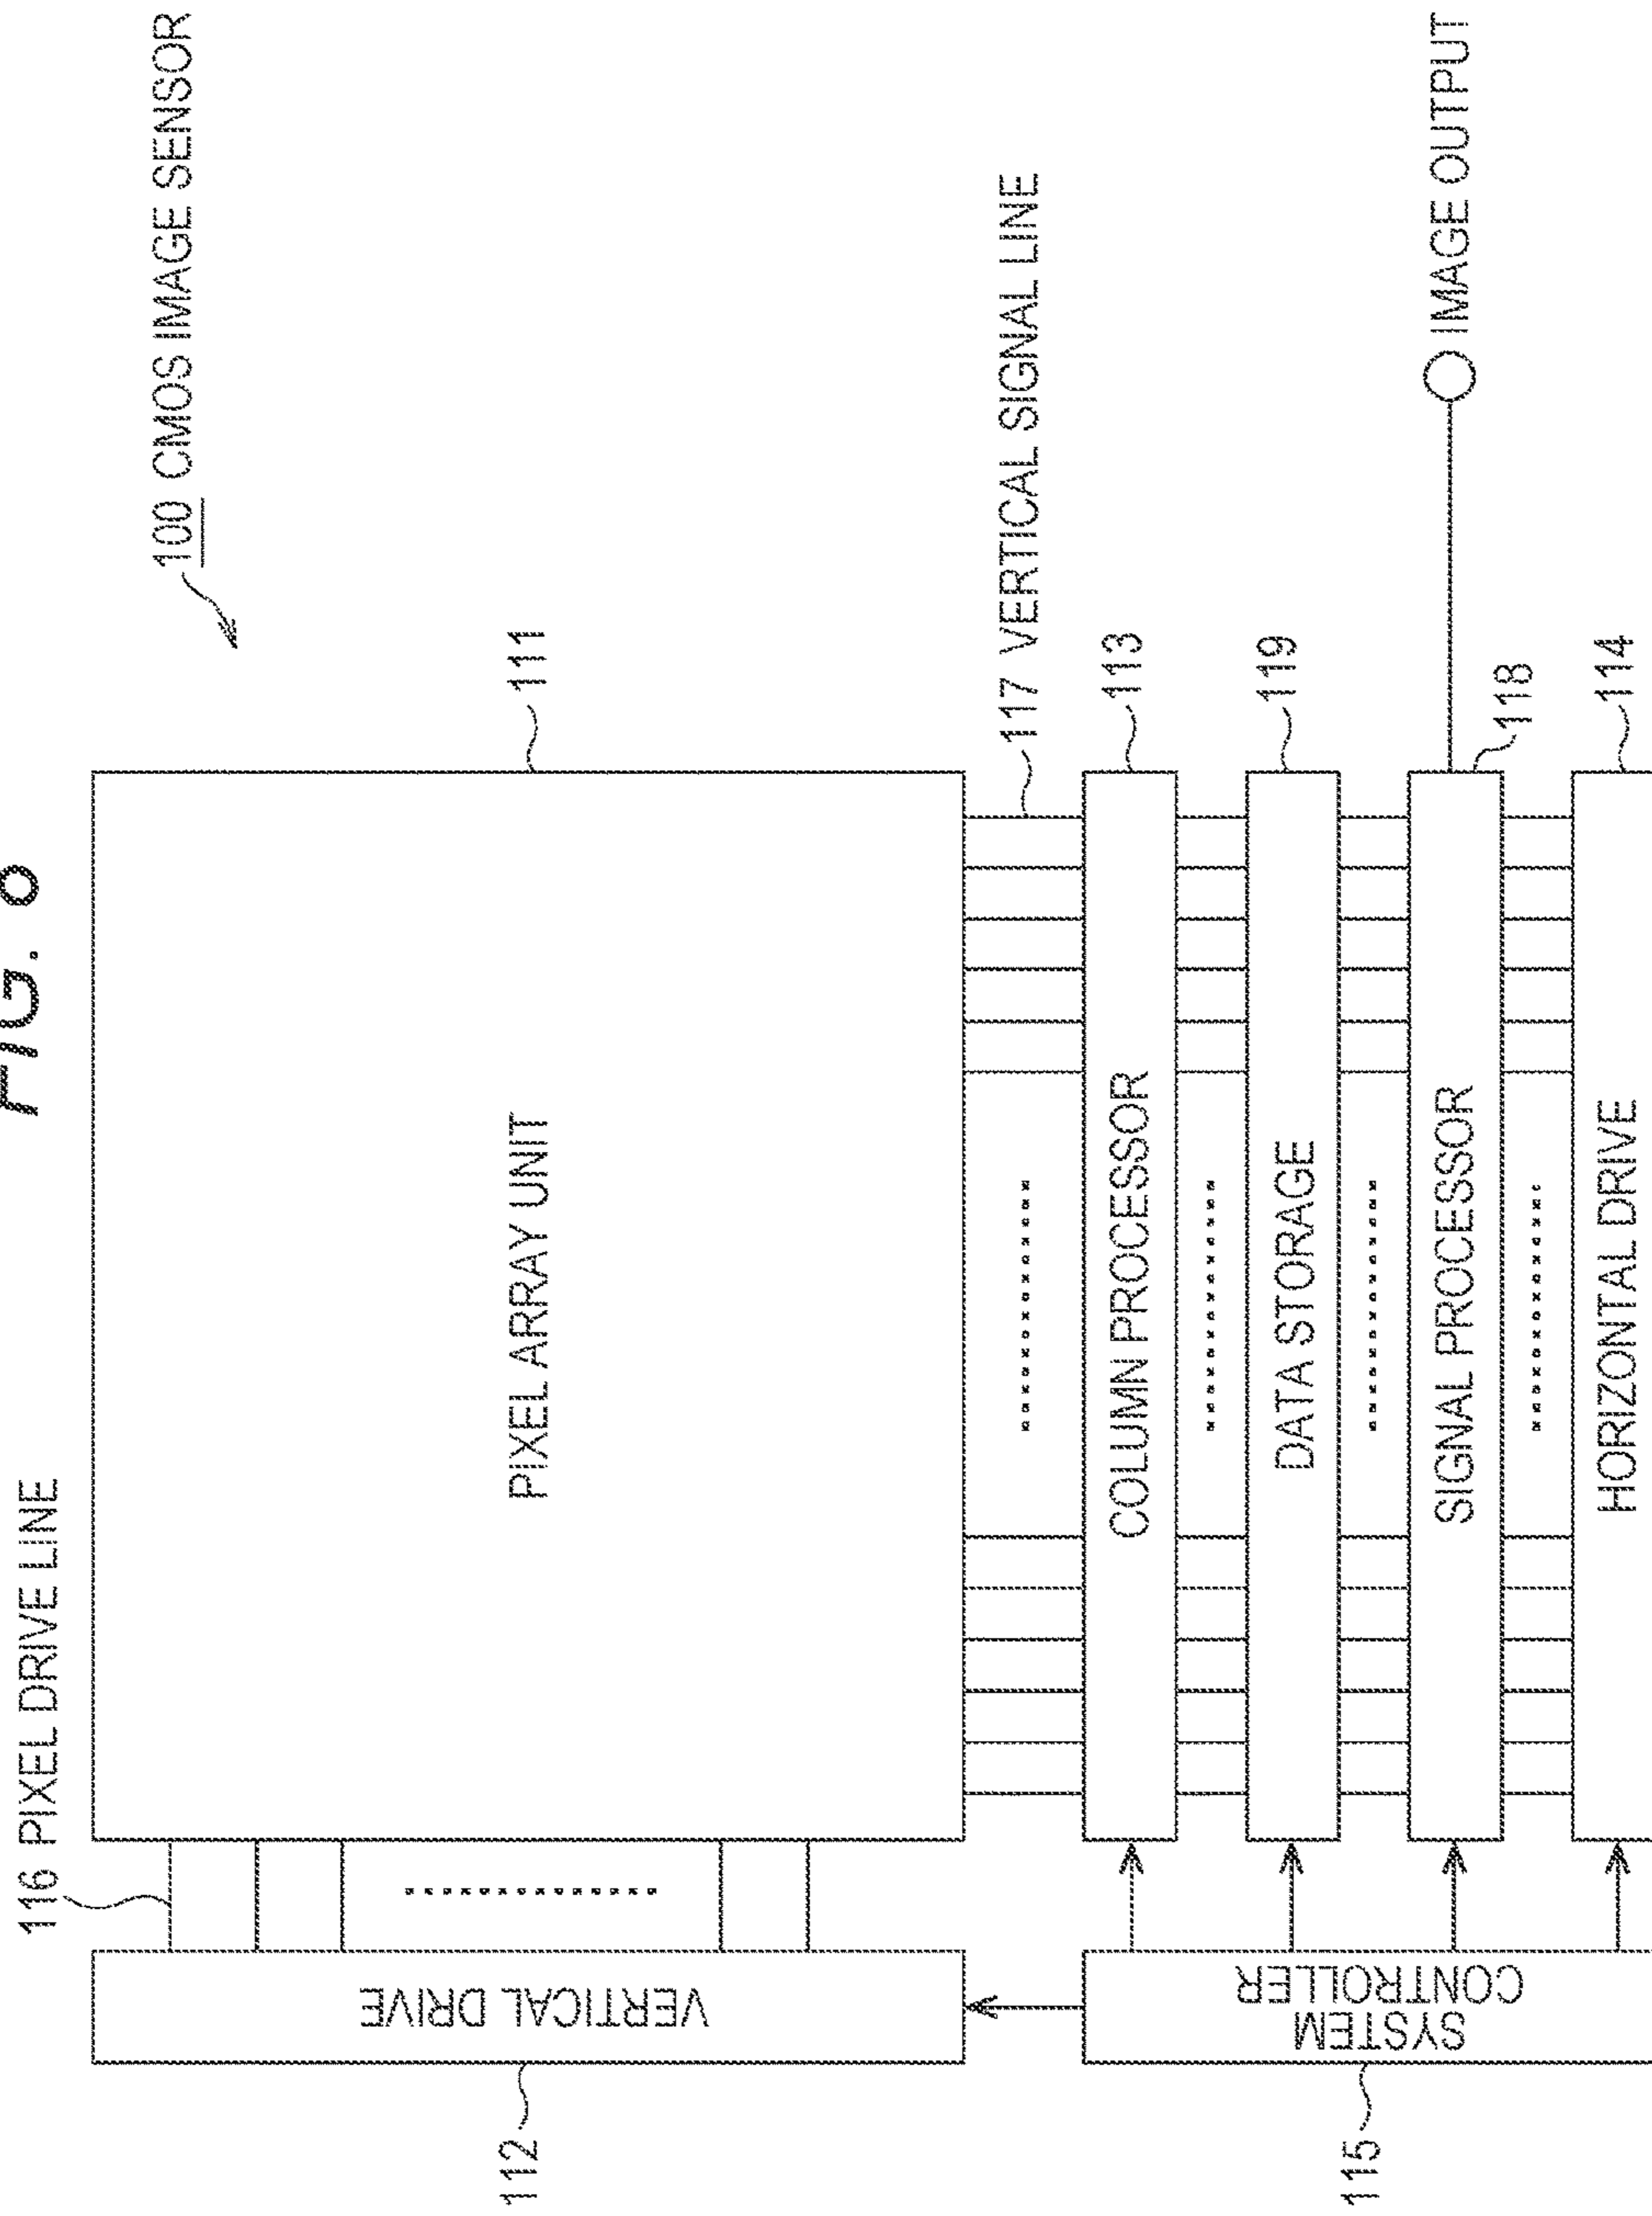 FIG.
116 PIXEL DRIVE LINE
100 CMOS IMAGE SENSOR
112
VERTICAL DRIVE
PIXEL ARRAY UNIT
111
117 VERTICAL SIGNAL LINE
COLUMN PROCESSOR
113
DATA STORAGE
119
115
SYSTEM
CONTROLLER
SIGNAL PROCESSOR
IMAGE OUTPUT
118
HORIZONTAL DRIVE
114